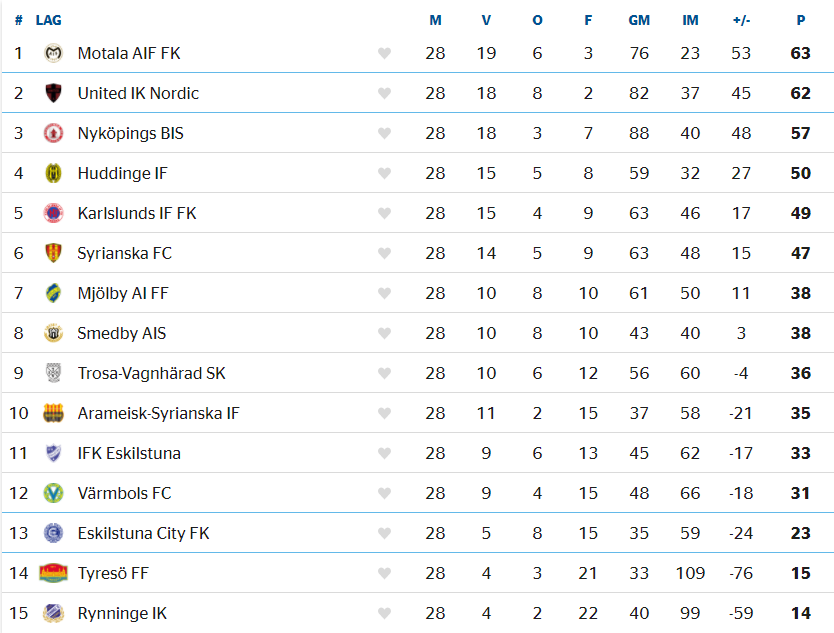 # LAG M V O F GM IM +/- P
1 Motala AIF FK 28 19 6 3 76 23 53 63
2 United IK Nordic 28 18 8 2 82 37 45 62
3 Nyköpings BIS 28 18 3 7 88 40 48 57
4 Huddinge IF 28 15 5 8 59 32 27 50
5 Karlslunds IF FK 28 15 4 9 63 46 17 49
6 Syrianska FC 28 14 5 9 63 48 15 47
7 Mjölby AI FF 28 10 8 10 61 50 11 38
8 Smedby AIS 28 10 8 10 43 40 3 38
9 Trosa-Vagnhärad SK 28 10 6 12 56 60 -4 36
10 Arameisk-Syrianska IF 28 11 2 15 37 58 -21 35
11 IFK Eskilstuna 28 9 6 13 45 62 -17 33
12 Värmbols FC 28 9 4 15 48 66 -18 31
13 Eskilstuna City FK 28 5 8 15 35 59 -24 23
14 Tyresö FF 28 4 3 21 33 109 -76 15
15 Rynninge IK 28 4 2 22 40 99 -59 14